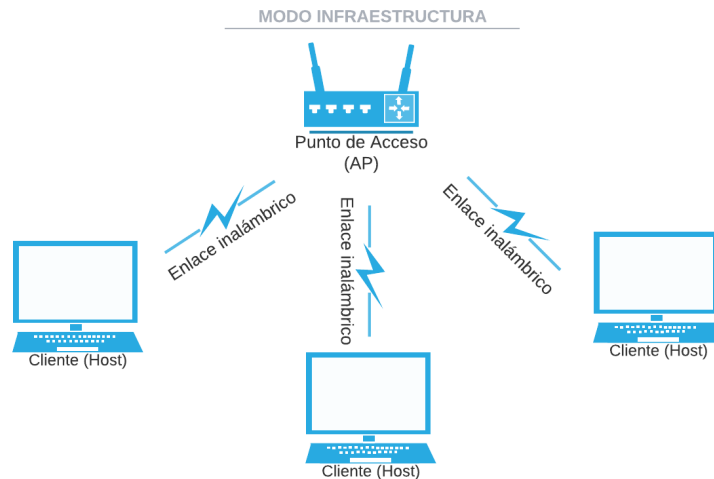 MODO INFRAESTRUCTURA
Punto de Acceso
(AP)
Enlace inalámbrico
Enlace inalámbrico
Enlace inalámbrico
Cliente (Host)
Cliente (Host)
Cliente (Host)